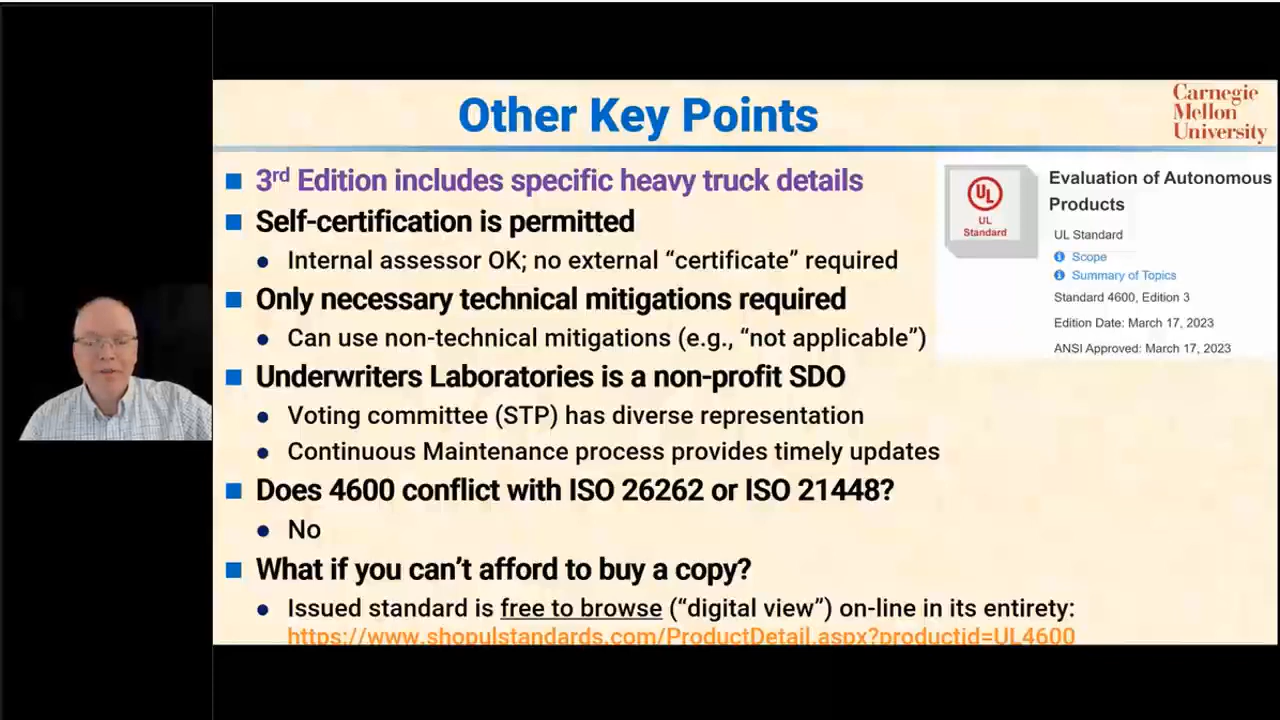 Other Key Points
Carnegie
Mellon
University
■ 3rd Edition includes specific heavy truck details
■ Self-certification is permitted
● Internal assessor OK; no external “certificate” required
■ Only necessary technical mitigations required
● Can use non-technical mitigations (e.g., “not applicable”)
■ Underwriters Laboratories is a non-profit SDO
● Voting committee (STP) has diverse representation
● Continuous Maintenance process provides timely updates
■ Does 4600 conflict with ISO 26262 or ISO 21448?
● No
■ What if you can’t afford to buy a copy?
● Issued standard is free to browse (“digital view”) on-line in its entirety:
https://www.shopulstandards.com/ProductDetail.aspx?productid=UL4600
UL
UL
Standard
Evaluation of Autonomous
Products
UL Standard
Scope
Summary of Topics
Standard 4600, Edition 3
Edition Date: March 17, 2023
ANSI Approved: March 17, 2023